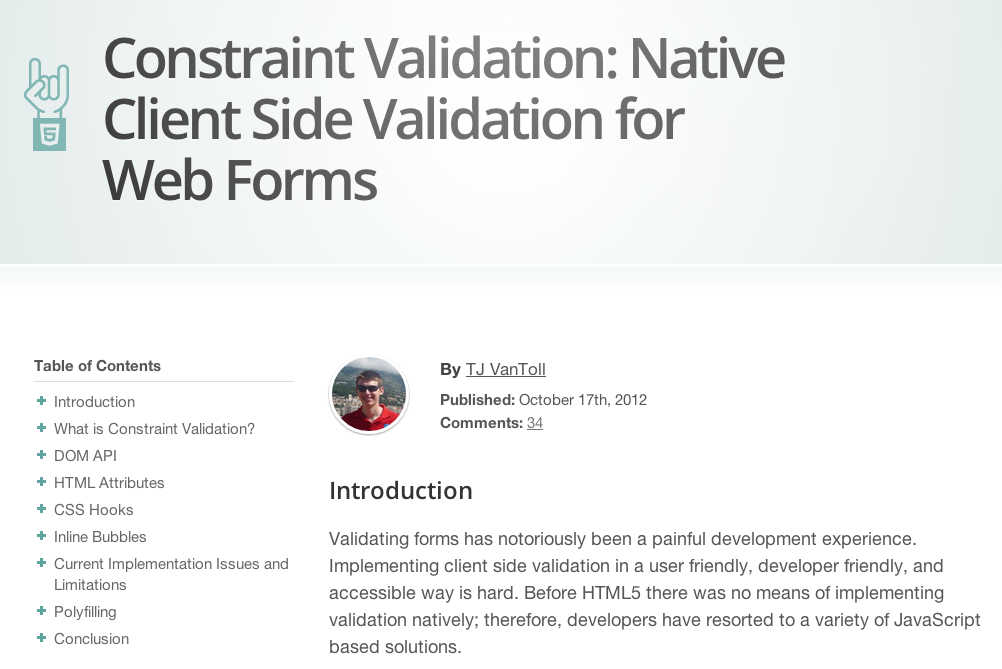 Constraint Validation: Native
Client Side Validation for
Web Forms
5
Table of Contents
Introduction
What is Constraint Validation?
DOM API
HTML Attributes
CSS Hooks
Inline Bubbles
Current Implementation Issues and
Limitations
Polyfilling
Conclusion
By TJ VanToll
Published: October 17th, 2012
Comments: 34
Introduction
Validating forms has notoriously been a painful development experience.
Implementing client side validation in a user friendly, developer friendly, and
accessible way is hard. Before HTML5 there was no means of implementing
validation natively; therefore, developers have resorted to a variety of JavaScript
based solutions.